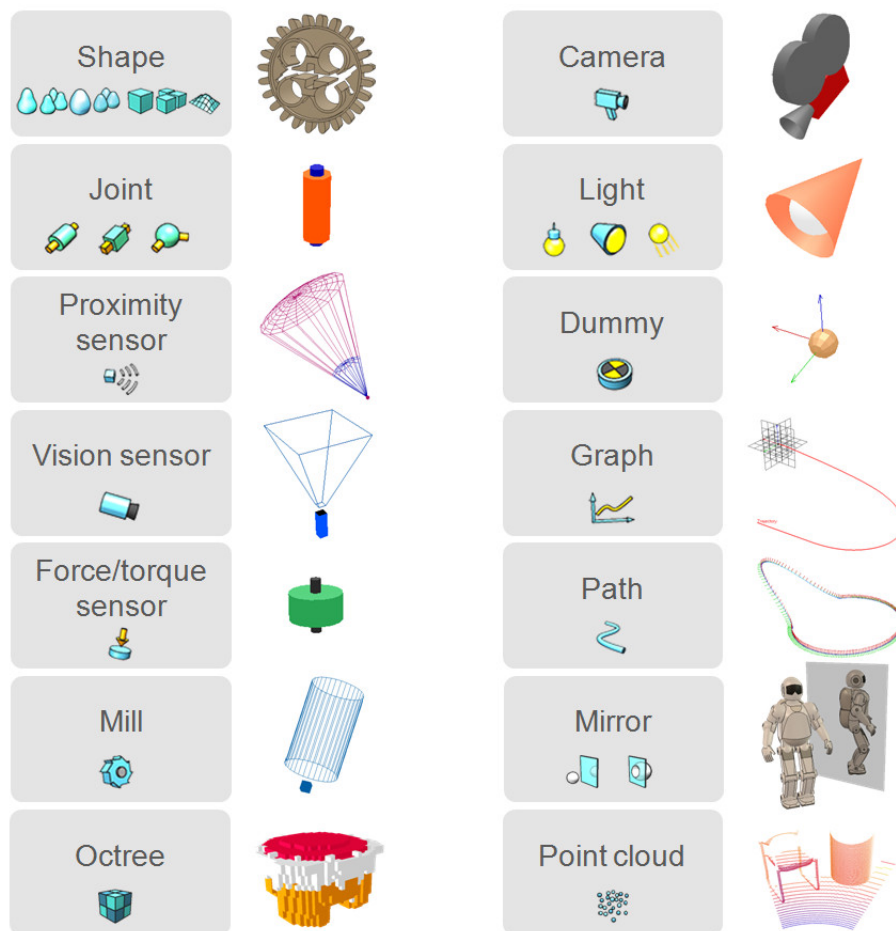 Shape
Camera
Joint
Light
Proximity
sensor
Dummy
Vision sensor
Graph
Trajectory
Force/torque
sensor
Path
Mill
Mirror
Octree
Point cloud